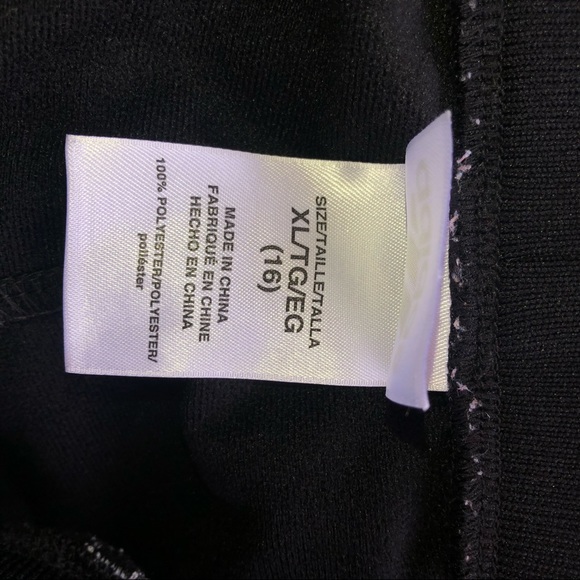 SIZE/TAILLE/TALLA
XL/TG/EG
(16)
MADE IN CHINA
FABRIQUÉ EN CHINE
HECHO EN CHINA
100% POLYESTER/POLYESTER/
poliéster